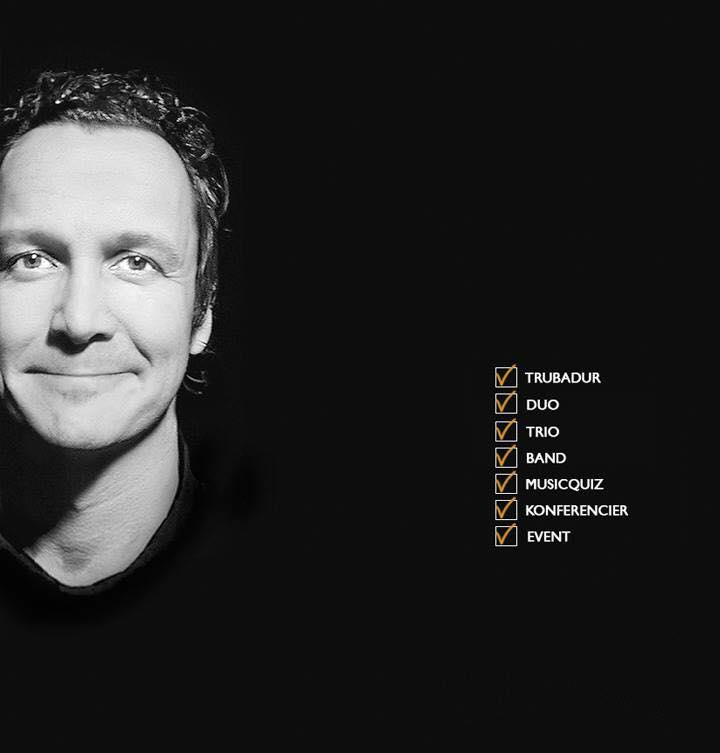 TRUBADUR
DUO
TRIO
BAND
MUSICQUIZ
KONFERENCIER
EVENT